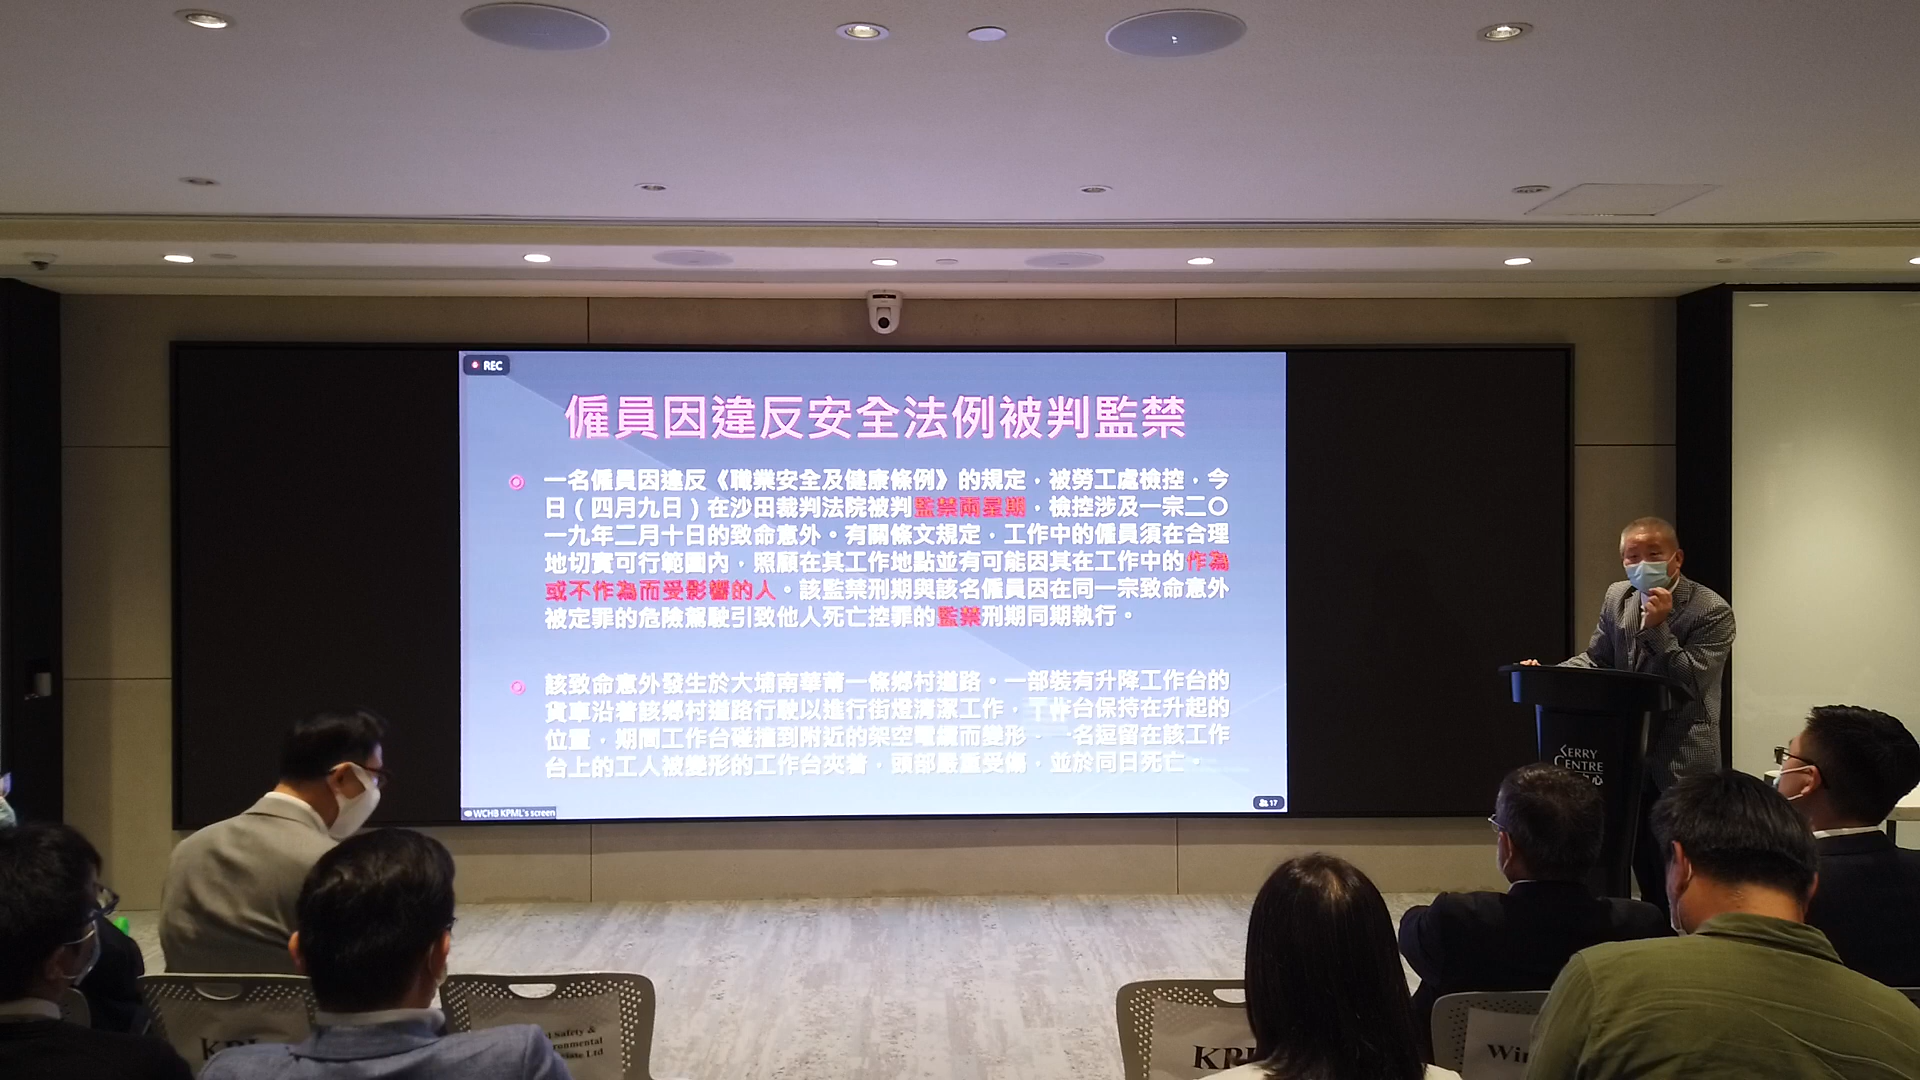 REC
僱員因違反安全法例被判監禁
一名僱員因違反《職業安全及健康條例》的規定，被勞工處檢控，今
日（四月九日）在沙田裁判法院被判監禁兩星期，檢控涉及一宗二〇
一九年二月十日的致命意外。有關條文規定，工作中的僱員須在合理
地切實可行範圍內，照顧在其工作地點並有可能因其在工作中的作為
或不作為而受影響的人。該監禁刑期與該名僱員因在同一宗致命意外
被定罪的危險駕駛引致他人死亡控罪的監禁刑期同期執行。
該致命意外發生於大埔南華莆一條鄉村道路。一部裝有升降工作台的
貨車沿着該鄉村道路行駛以進行街燈清潔工作，工作台保持在升起的
位置，期間工作台碰撞到附近的架空電纜而變形，一名逗留在該工作
台上的工人被變形的工作台夾着，頭部嚴重受傷，並於同日死亡。
WCHB KPML's screen
17
KERRY
CENTRE
心
Safety &